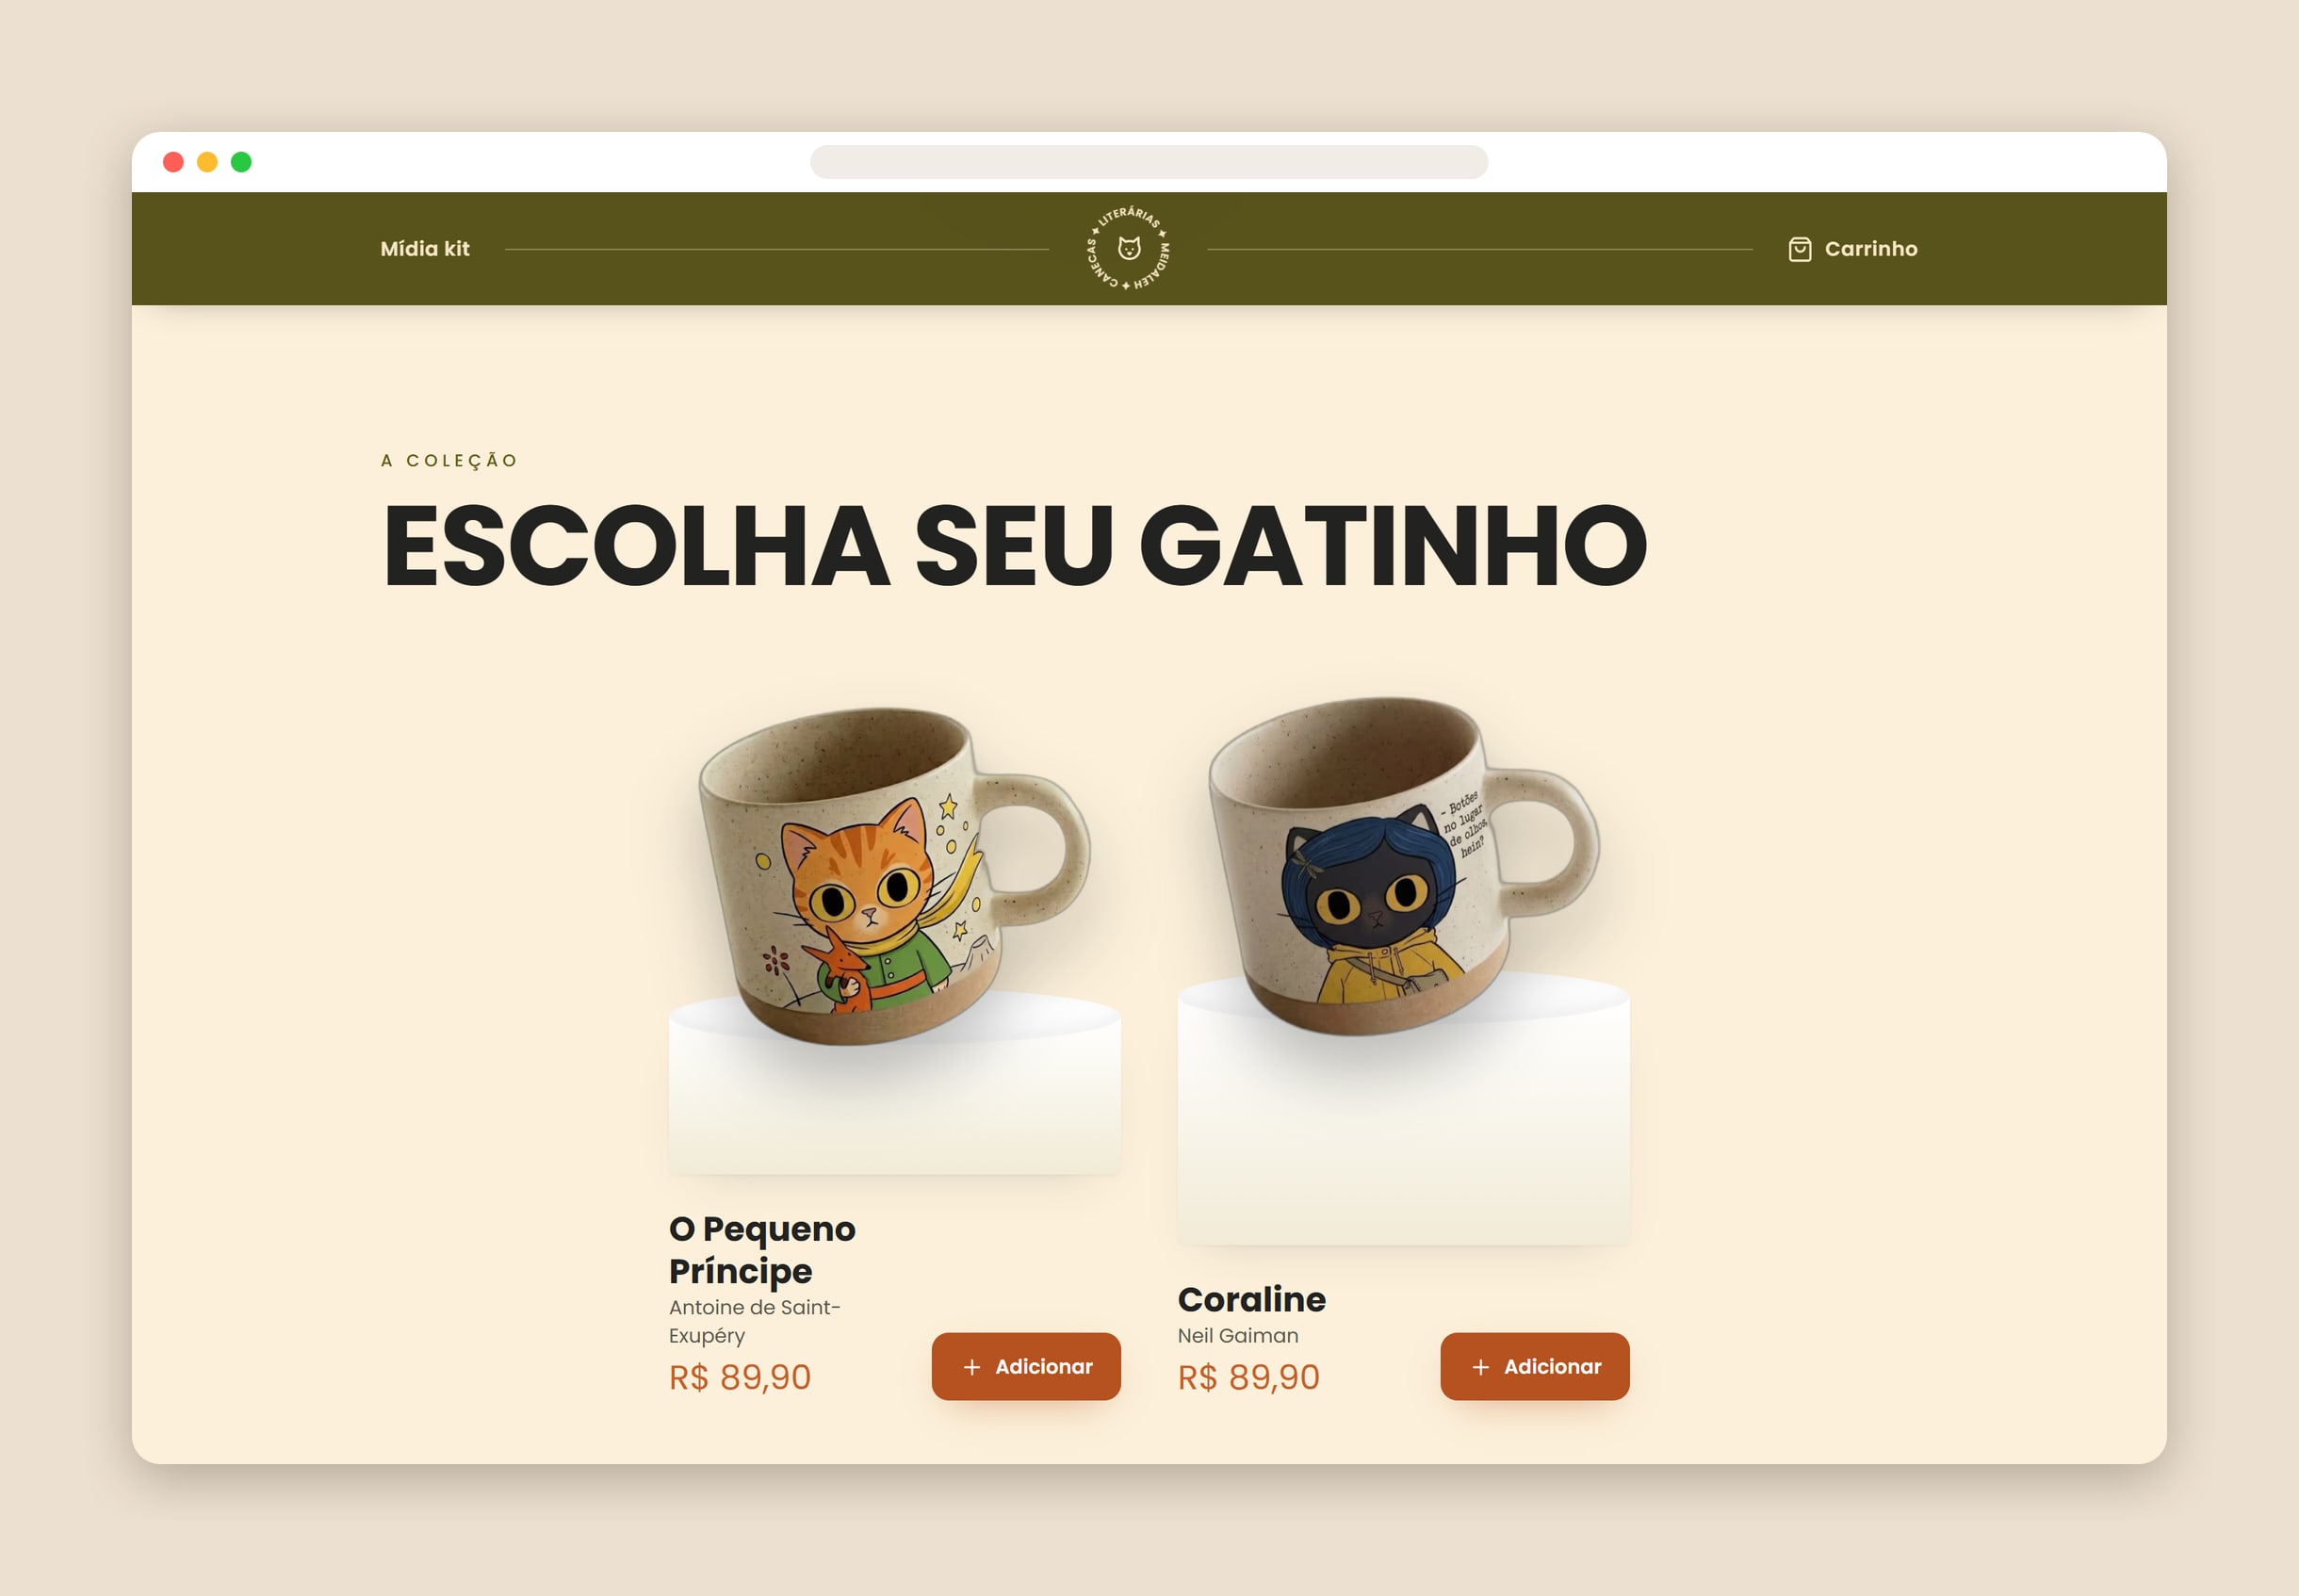 Mídia kit
CANECAS ✦ LITERÁRIAS ✦ MEIDALEH ✦
Carrinho
A COLEÇÃO
ESCOLHA SEU GATINHO
- Botões
no lugar
de olhos,
hein?
O Pequeno
Príncipe
Antoine de Saint-
Exupéry
R$ 89,90
+ Adicionar
Coraline
Neil Gaiman
R$ 89,90
+ Adicionar